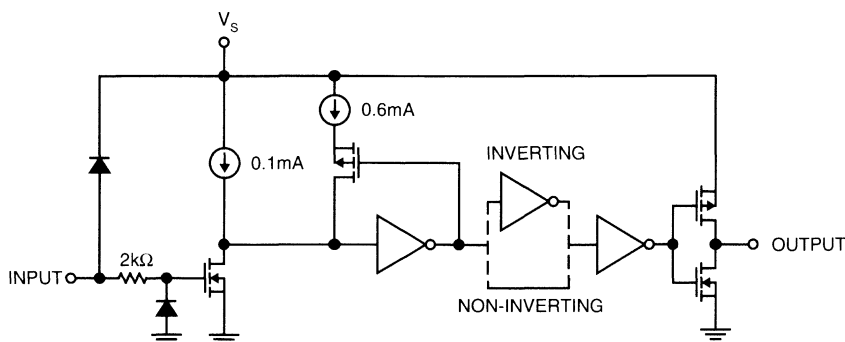 V_S
0.6mA
0.1mA
INVERTING
2kΩ
INPUT
OUTPUT
NON-INVERTING